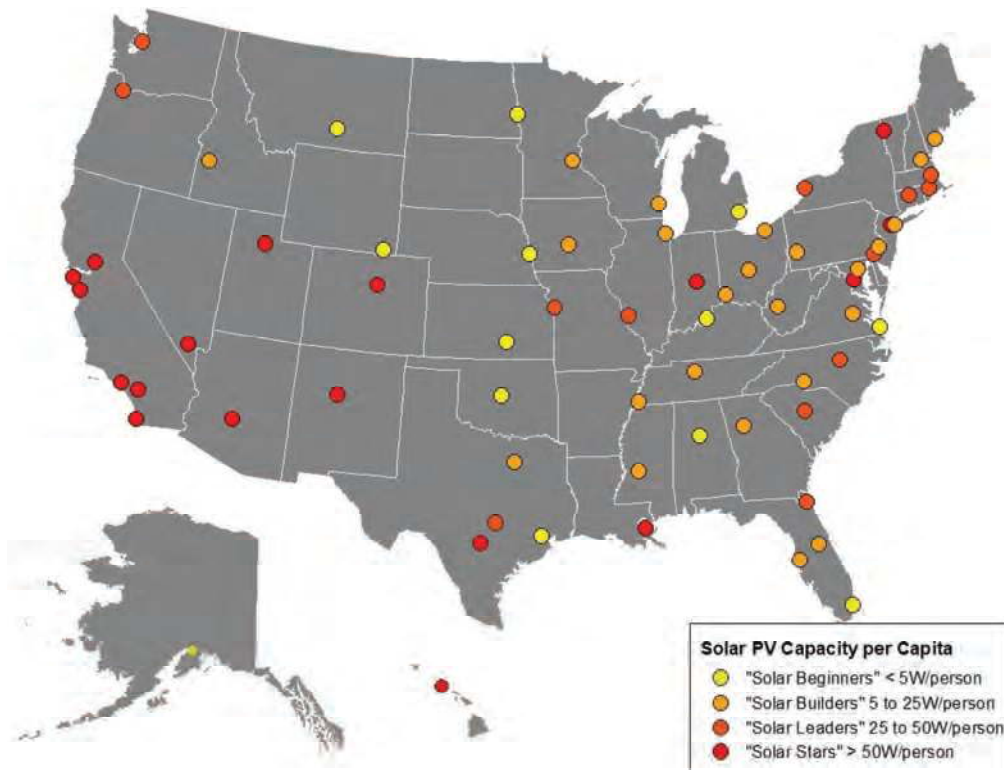 Solar PV Capacity per Capita
"Solar Beginners" < 5W/person
"Solar Builders" 5 to 25W/person
"Solar Leaders" 25 to 50W/person
"Solar Stars" > 50W/person